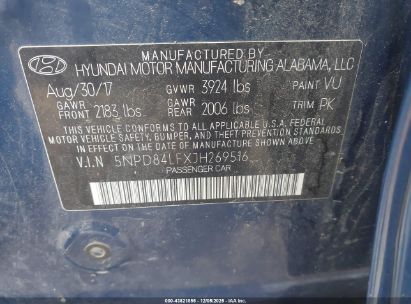 MANUFACTURED BY
HYUNDAI MOTOR MANUFACTURING ALABAMA, LLC
Aug/30/17 GVWR 3924 lbs PAINT VU
GAWR FRONT 2183 lbs GAWR REAR 2006 lbs TRIM PK
THIS VEHICLE CONFORMS TO ALL APPLICABLE U.S.A. FEDERAL
MOTOR VEHICLE SAFETY, BUMPER, AND THEFT PREVENTION
STANDARDS IN EFFECT ON THE DATE OF MANUFACTURE SHOWN ABOVE.
V.I.N 5NPD84LFXJH269516
PASSENGER CAR